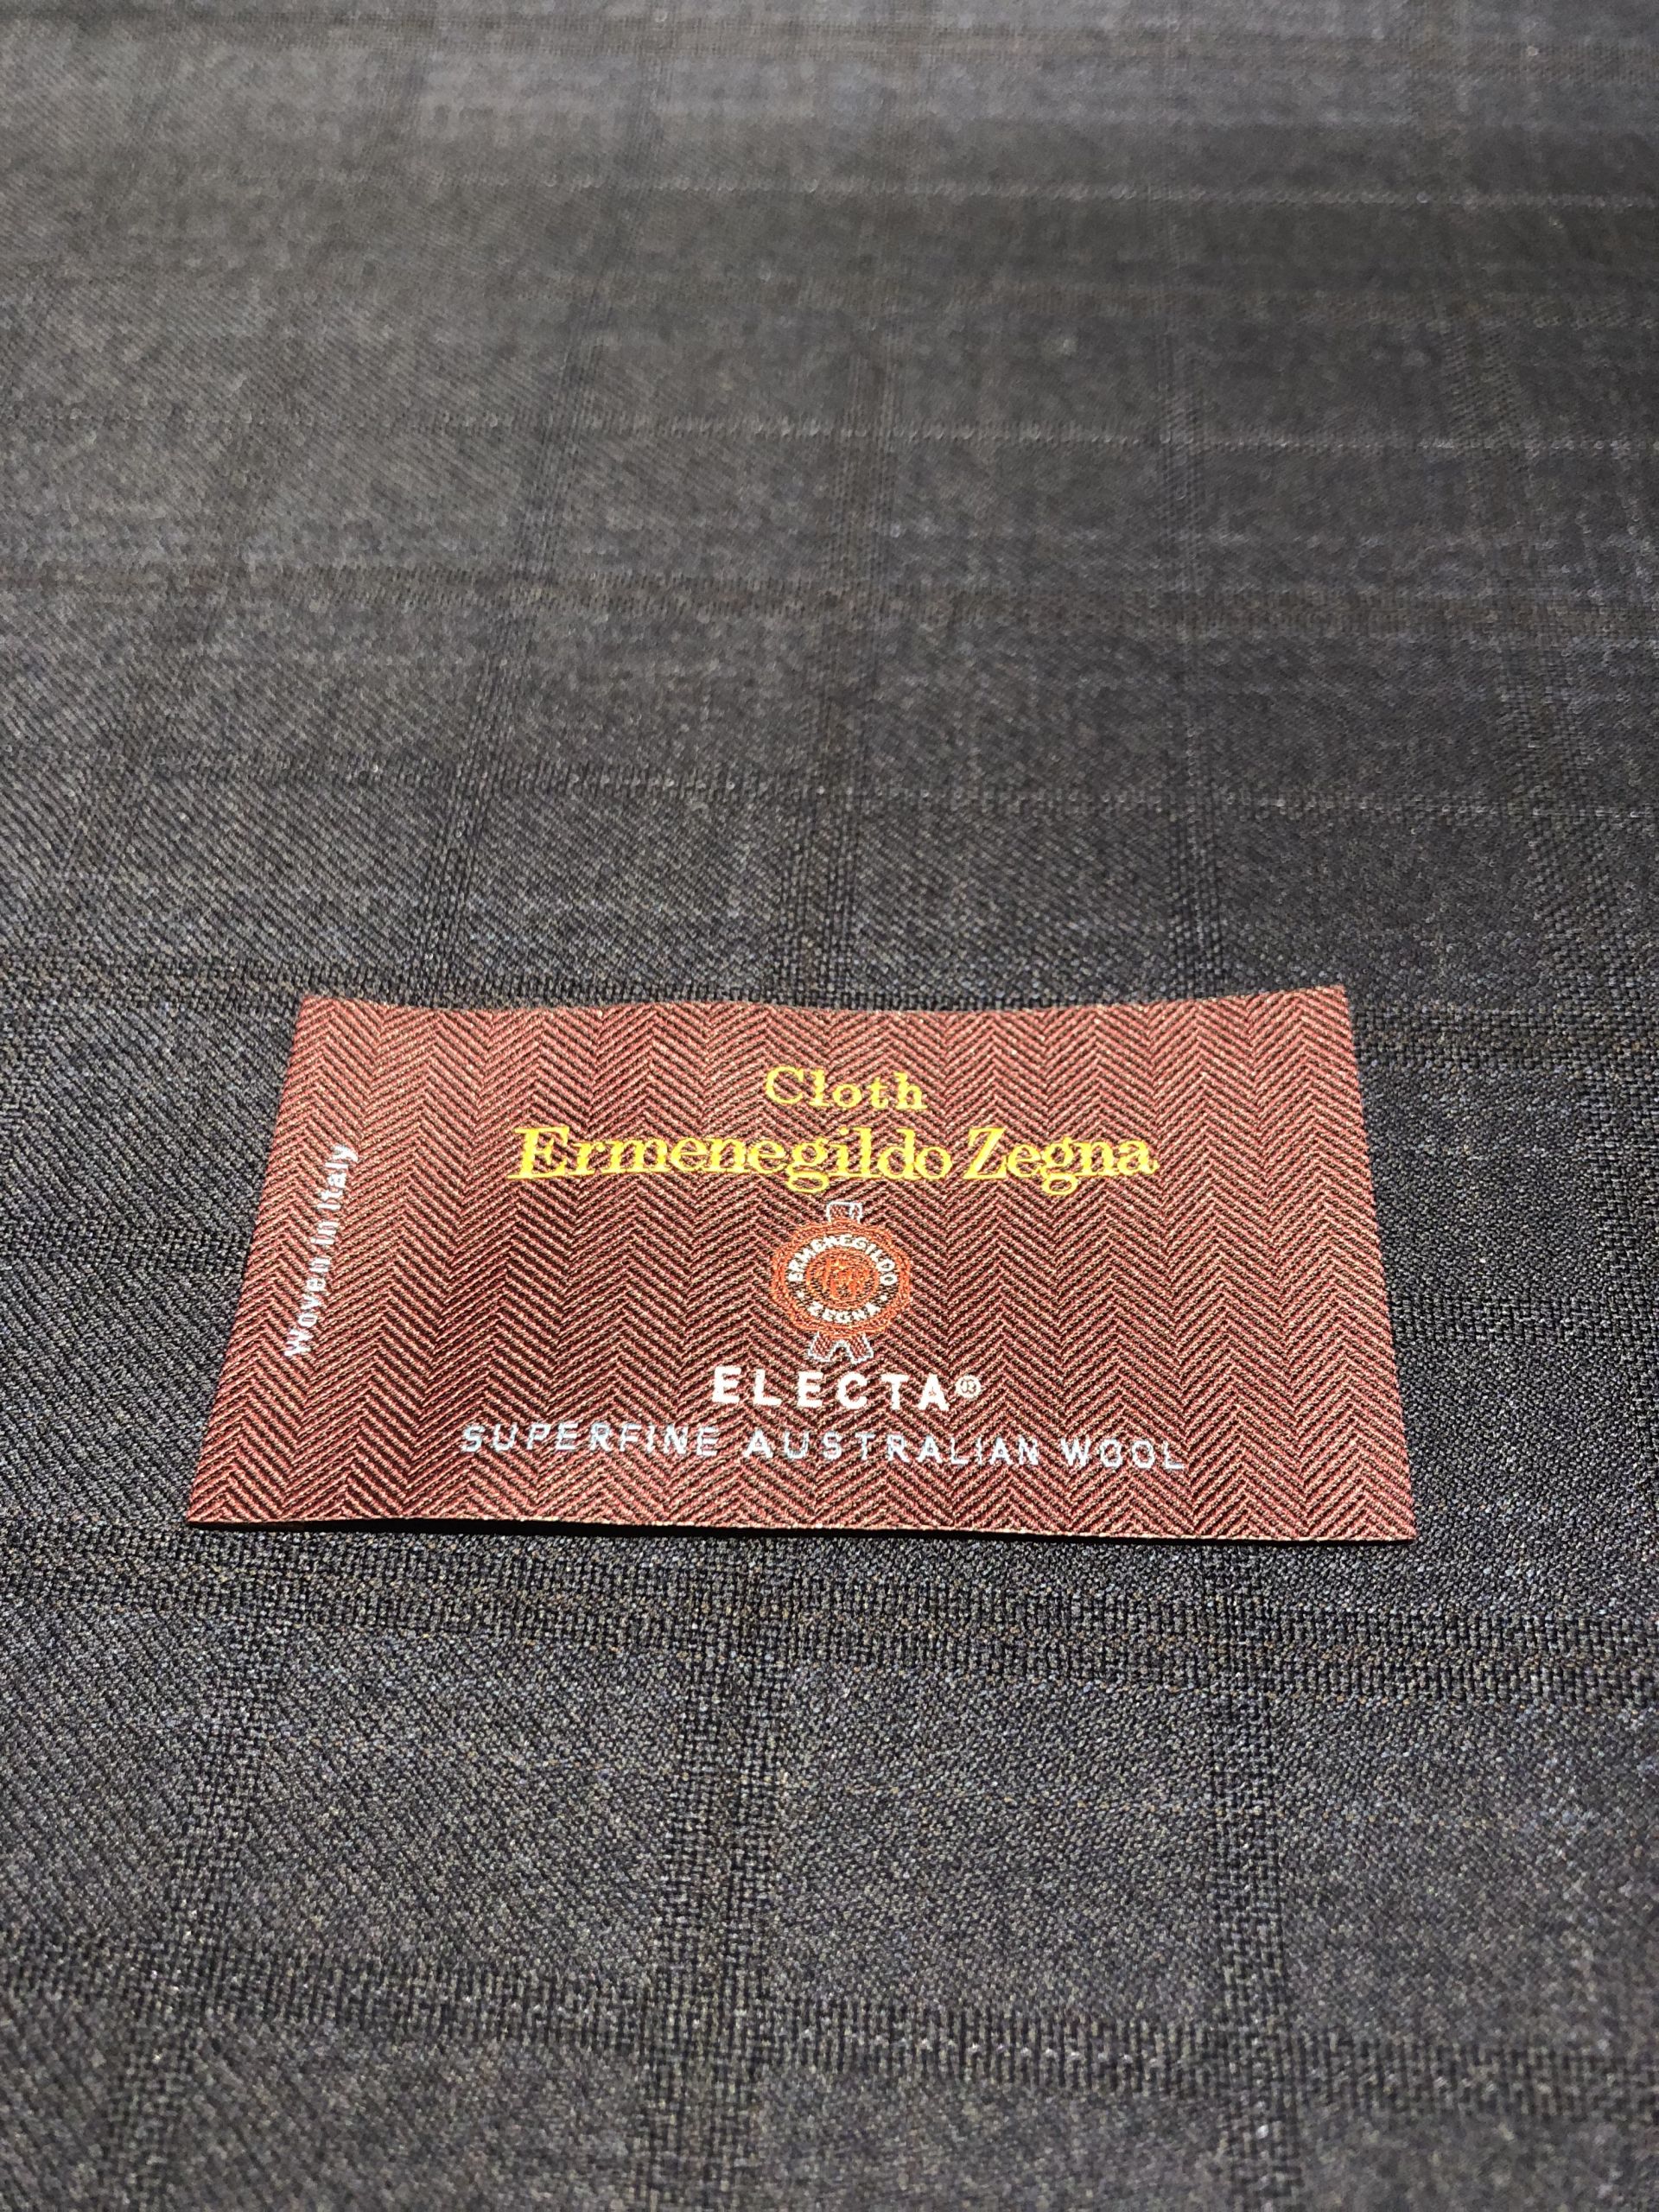 Cloth
Ermenegildo Zegna
ERMENEGILDO
ZEGNA
ELECTA®
SUPERFINE AUSTRALIAN WOOL
Woven in Italy